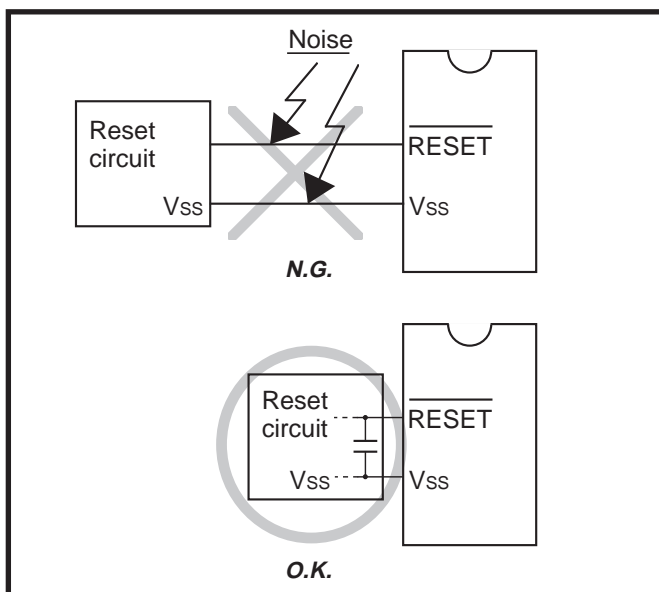 Noise
Reset
circuit
RESET
Vss
Vss
N.G.
Reset
circuit
RESET
Vss
Vss
O.K.